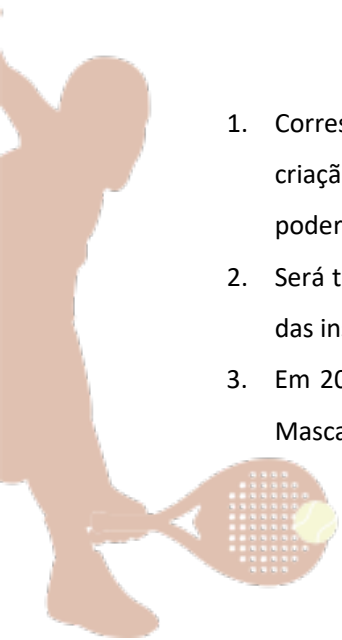 1. Corres
criaçã
poder
2. Será t
das in
3. Em 20
Masca